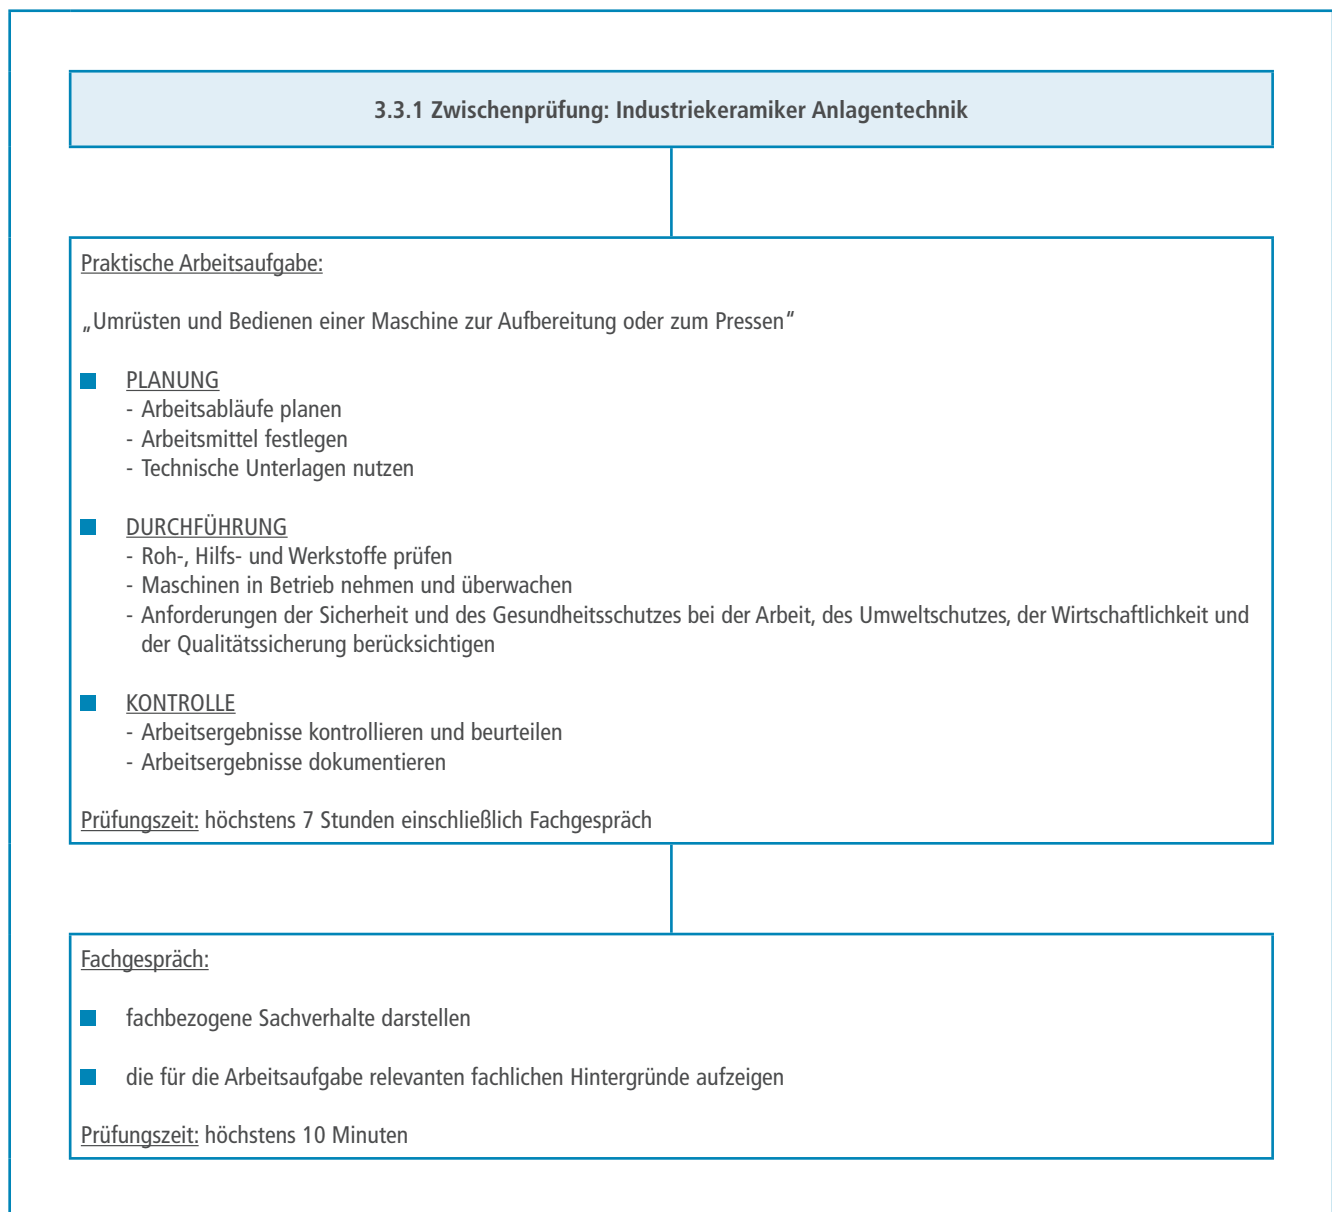 3.3.1 Zwischenprüfung: Industriekeramiker Anlagentechnik
Praktische Arbeitsaufgabe:
„Umrüsten und Bedienen einer Maschine zur Aufbereitung oder zum Pressen“
PLANUNG
- Arbeitsabläufe planen
- Arbeitsmittel festlegen
- Technische Unterlagen nutzen
DURCHFÜHRUNG
- Roh-, Hilfs- und Werkstoffe prüfen
- Maschinen in Betrieb nehmen und überwachen
- Anforderungen der Sicherheit und des Gesundheitsschutzes bei der Arbeit, des Umweltschutzes, der Wirtschaftlichkeit und
der Qualitätssicherung berücksichtigen
KONTROLLE
- Arbeitsergebnisse kontrollieren und beurteilen
- Arbeitsergebnisse dokumentieren
Prüfungszeit: höchstens 7 Stunden einschließlich Fachgespräch
Fachgespräch:
fachbezogene Sachverhalte darstellen
die für die Arbeitsaufgabe relevanten fachlichen Hintergründe aufzeigen
Prüfungszeit: höchstens 10 Minuten